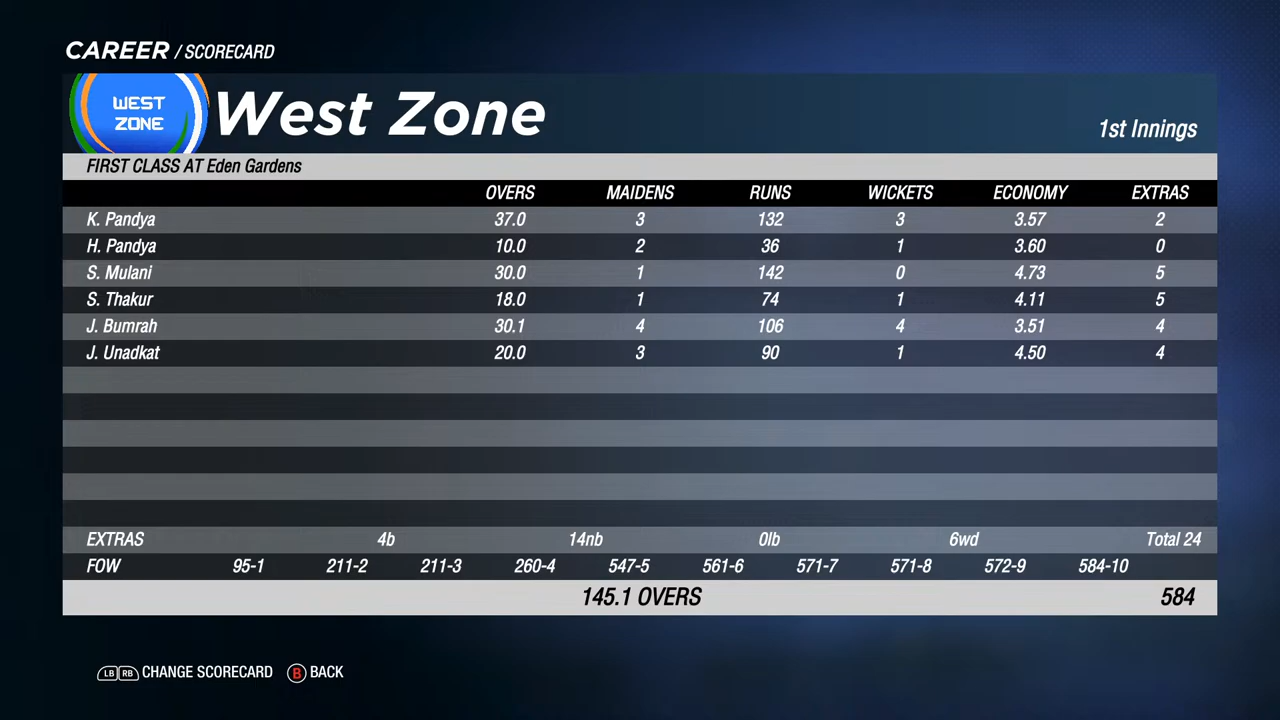 CAREER / SCORECARD
WEST
ZONE
West Zone
1st Innings
FIRST CLASS AT Eden Gardens
OVERS MAIDENS RUNS WICKETS ECONOMY EXTRAS
K. Pandya 37.0 3 132 3 3.57 2
H. Pandya 10.0 2 36 1 3.60 0
S. Mulani 30.0 1 142 0 4.73 5
S. Thakur 18.0 1 74 1 4.11 5
J. Bumrah 30.1 4 106 4 3.51 4
J. Unadkat 20.0 3 90 1 4.50 4
EXTRAS 4b 14nb 0lb 6wd Total 24
FOW 95-1 211-2 211-3 260-4 547-5 561-6 571-7 571-8 572-9 584-10
145.1 OVERS 584
LB RB CHANGE SCORECARD B BACK